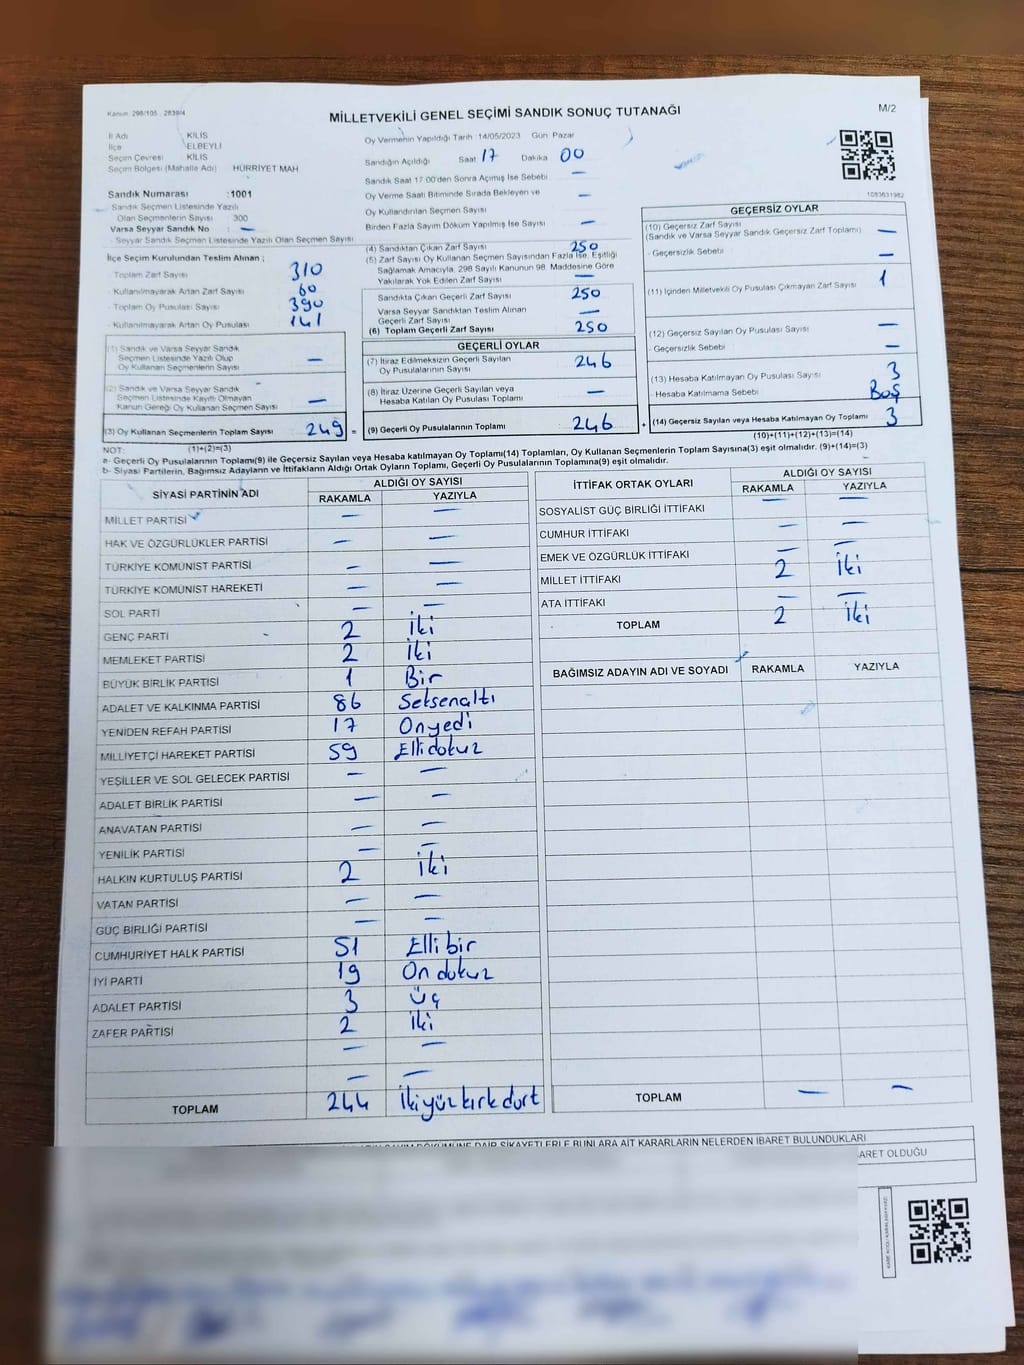 Kanun: 298/105 - 2839/4
MİLLETVEKİLİ GENEL SEÇİMİ SANDIK SONUÇ TUTANAĞI
M/2
İl Adı : KİLİS
İlçe : ELBEYLİ
Seçim Çevresi : KİLİS
Seçim Bölgesi (Mahalle Adı) : HÜRRİYET MAH
Sandık Numarası : 1001
Sandık Seçmen Listesinde Yazılı
Olan Seçmenlerin Sayısı 300
Varsa Seyyar Sandık No : —
- Seyyar Sandık Seçmen Listesinde Yazılı Olan Seçmen Sayısı
İlçe Seçim Kurulundan Teslim Alınan ;
- Toplam Zarf Sayısı 310
- Kullanılmayarak Artan Zarf Sayısı 60
- Toplam Oy Pusulası Sayısı 390
- Kullanılmayarak Artan Oy Pusulası 141
(1) Sandık ve Varsa Seyyar Sandık
Seçmen Listesinde Yazılı Olup
Oy Kullanan Seçmenlerin Sayısı —
(2) Sandık ve Varsa Seyyar Sandık
Seçmen Listesinde Kayıtlı Olmayan
Kanun Gereği Oy Kullanan Seçmen Sayısı —
(3) Oy Kullanan Seçmenlerin Toplam Sayısı 249 =
Oy Vermenin Yapıldığı Tarih :14/05/2023 Gün: Pazar
Sandığın Açıldığı Saat 17 Dakika 00
Sandık Saat 17:00'den Sonra Açımış İse Sebebi —
Oy Verme Saati Bitiminde Sırada Bekleyen ve —
Oy Kullandırılan Seçmen Sayısı
Birden Fazla Sayım Döküm Yapılmış İse Sayısı —
(4) Sandıktan Çıkan Zarf Sayısı 250
(5) Zarf Sayısı Oy Kullanan Seçmen Sayısından Fazla İse, Eşitliği
Sağlamak Amacıyla, 298 Sayılı Kanunun 98. Maddesine Göre
Yakılarak Yok Edilen Zarf Sayısı —
Sandıkta Çıkan Geçerli Zarf Sayısı 250
Varsa Seyyar Sandıktan Teslim Alınan
Geçerli Zarf Sayısı —
(6) Toplam Geçerli Zarf Sayısı 250
GEÇERLİ OYLAR
(7) İtiraz Edilmeksizin Geçerli Sayılan
Oy Pusulalarının Sayısı 246
(8) İtiraz Üzerine Geçerli Sayılan veya
Hesaba Katılan Oy Pusulası Toplamı —
(9) Geçerli Oy Pusulalarının Toplamı : 246 +
1083631982
GEÇERSİZ OYLAR
(10) Geçersiz Zarf Sayısı
(Sandık ve Varsa Seyyar Sandık Geçersiz Zarf Toplamı) —
- Geçersizlik Sebebi —
(11) İçinden Milletvekili Oy Pusulası Çıkmayan Zarf Sayısı 1
(12) Geçersiz Sayılan Oy Pusulası Sayısı —
- Geçersizlik Sebebi —
(13) Hesaba Katılmayan Oy Pusulası Sayısı 3
- Hesaba Katılmama Sebebi Boş
(14) Geçersiz Sayılan veya Hesaba Katılmayan Oy Toplamı 3
NOT: (1)+(2)=(3) (10)+(11)+(12)+(13)=(14)
a- Geçerli Oy Pusulalarının Toplamı(9) ile Geçersiz Sayılan veya Hesaba Katılmayan Oy Toplamı(14) Toplamları, Oy Kullanan Seçmenlerin Toplam Sayısına(3) eşit olmalıdır. (9)+(14)=(3)
b- Siyasi Partilerin, Bağımsız Adayların ve İttifakların Aldığı Ortak Oyların Toplamı, Geçerli Oy Pusulalarının Toplamına(9) eşit olmalıdır.
SİYASİ PARTİNİN ADI ALDIĞI OY SAYISI
RAKAMLA YAZIYLA
MİLLET PARTİSİ — —
HAK VE ÖZGÜRLÜKLER PARTİSİ — —
TÜRKİYE KOMÜNİST PARTİSİ — —
TÜRKİYE KOMÜNİST HAREKETİ — —
SOL PARTİ — —
GENÇ PARTİ 2 İki
MEMLEKET PARTİSİ 2 İki
BÜYÜK BİRLİK PARTİSİ 1 Bir
ADALET VE KALKINMA PARTİSİ 86 Seksenaltı
YENİDEN REFAH PARTİSİ 17 Onyedi
MİLLİYETÇİ HAREKET PARTİSİ 59 Ellidokuz
YEŞİLLER VE SOL GELECEK PARTİSİ — —
ADALET BİRLİK PARTİSİ — —
ANAVATAN PARTİSİ — —
YENİLİK PARTİSİ — —
HALKIN KURTULUŞ PARTİSİ 2 İki
VATAN PARTİSİ — —
GÜÇ BİRLİĞİ PARTİSİ — —
CUMHURİYET HALK PARTİSİ 51 Elli bir
İYİ PARTİ 19 On dokuz
ADALET PARTİSİ 3 Üç
ZAFER PARTİSİ 2 İki
— —
— —
TOPLAM 244 İkiyüz kırk dört
İTTİFAK ORTAK OYLARI ALDIĞI OY SAYISI
RAKAMLA YAZIYLA
SOSYALİST GÜÇ BİRLİĞİ İTTİFAKI — —
CUMHUR İTTİFAKI — —
EMEK VE ÖZGÜRLÜK İTTİFAKI — —
MİLLET İTTİFAKI 2 İki
ATA İTTİFAKI — —
TOPLAM 2 İki
BAĞIMSIZ ADAYIN ADI VE SOYADI RAKAMLA YAZIYLA
TOPLAM — —
SAYIM DÖKÜMÜNE DAİR ŞİKAYETLERLE BUNLARA AİT KARARLARIN NELERDEN İBARET BULUNDUKLARI
OLDUĞU